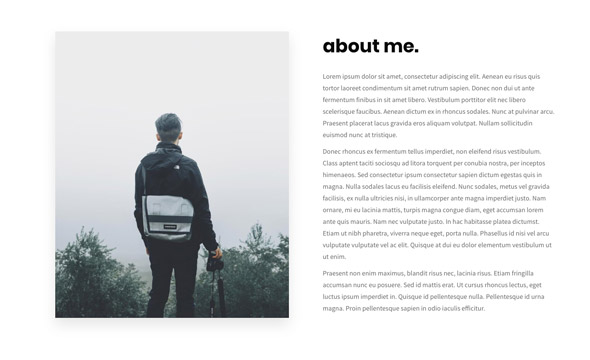 about me.
Lorem ipsum dolor sit amet, consectetur adipiscing elit. Aenean eu risus quis
tortor laoreet condimentum sit amet rutrum sapien. Donec non dui ut ante
fermentum finibus in sit amet libero. Vestibulum porttitor elit nec libero
scelerisque faucibus. Aenean dictum ex in rhoncus sodales. Nunc at pulvinar arcu.
Praesent placerat lacus gravida eros aliquam volutpat. Nullam sollicitudin
euismod nunc at tristique.
Donec rhoncus ex fermentum tellus imperdiet, non eleifend risus vestibulum.
Class aptent taciti sociosqu ad litora torquent per conubia nostra, per inceptos
himenaeos. Sed consectetur ipsum consectetur sapien dictum egestas quis in
magna. Nulla sodales lacus eu facilisis eleifend. Nunc sodales, metus vel gravida
facilisis, ex nulla ultricies nisi, in ullamcorper ante magna imperdiet justo. Nam
ornare, mi eu lacinia mattis, turpis magna congue diam, eget accumsan lorem
ante quis mauris. Nam nec vulputate justo. In hac habitasse platea dictumst.
Etiam ut nibh pharetra, viverra neque eget, porta nulla. Phasellus id nisi vel arcu
vulputate vulputate vel ac elit. Quisque at dui eu dolor elementum vestibulum ut
ut enim.
Praesent non enim maximus, blandit risus nec, lacinia risus. Etiam fringilla
accumsan nunc eu posuere. Sed id mattis erat. Ut cursus rhoncus lectus, eget
luctus ipsum imperdiet in. Quisque id pellentesque nulla. Pellentesque id urna
magna. Proin pellentesque sapien in odio iaculis efficitur.